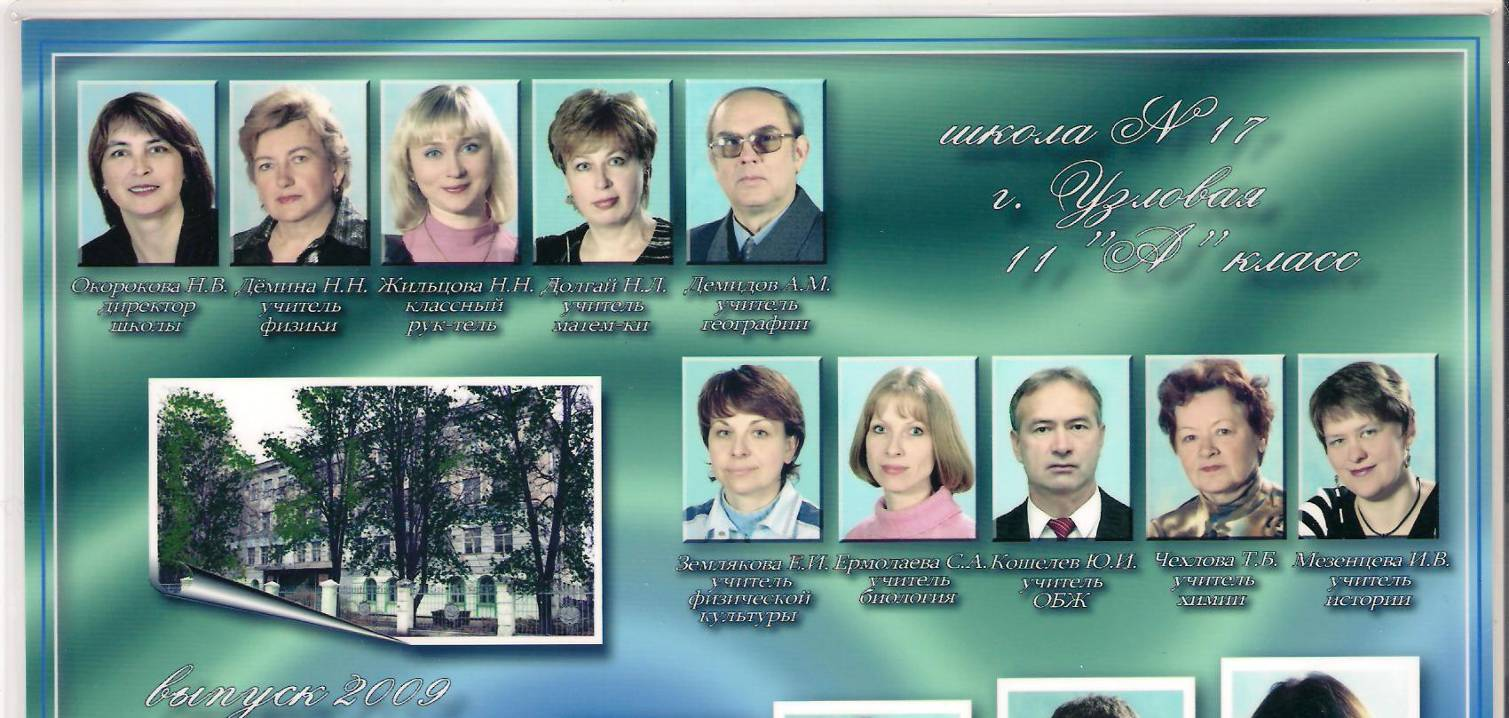 школа № 17
г. Узловая
11 "А" класс
Окорокова Н.В.
директор
школы
Дёмина Н.Н.
учитель
физики
Жильцова Н.Н.
классный
рук-тель
Долгай Н.Л.
учитель
матем-ки
Демидов А.М.
учитель
географии
Землякова Е.И.
учитель
физической
культуры
Ермолаева С.А.
учитель
биология
Кошелев Ю.И.
учитель
ОБЖ
Чехлова Т.Б.
учитель
химии
Мезенцева И.В.
учитель
истории
выпуск 2009